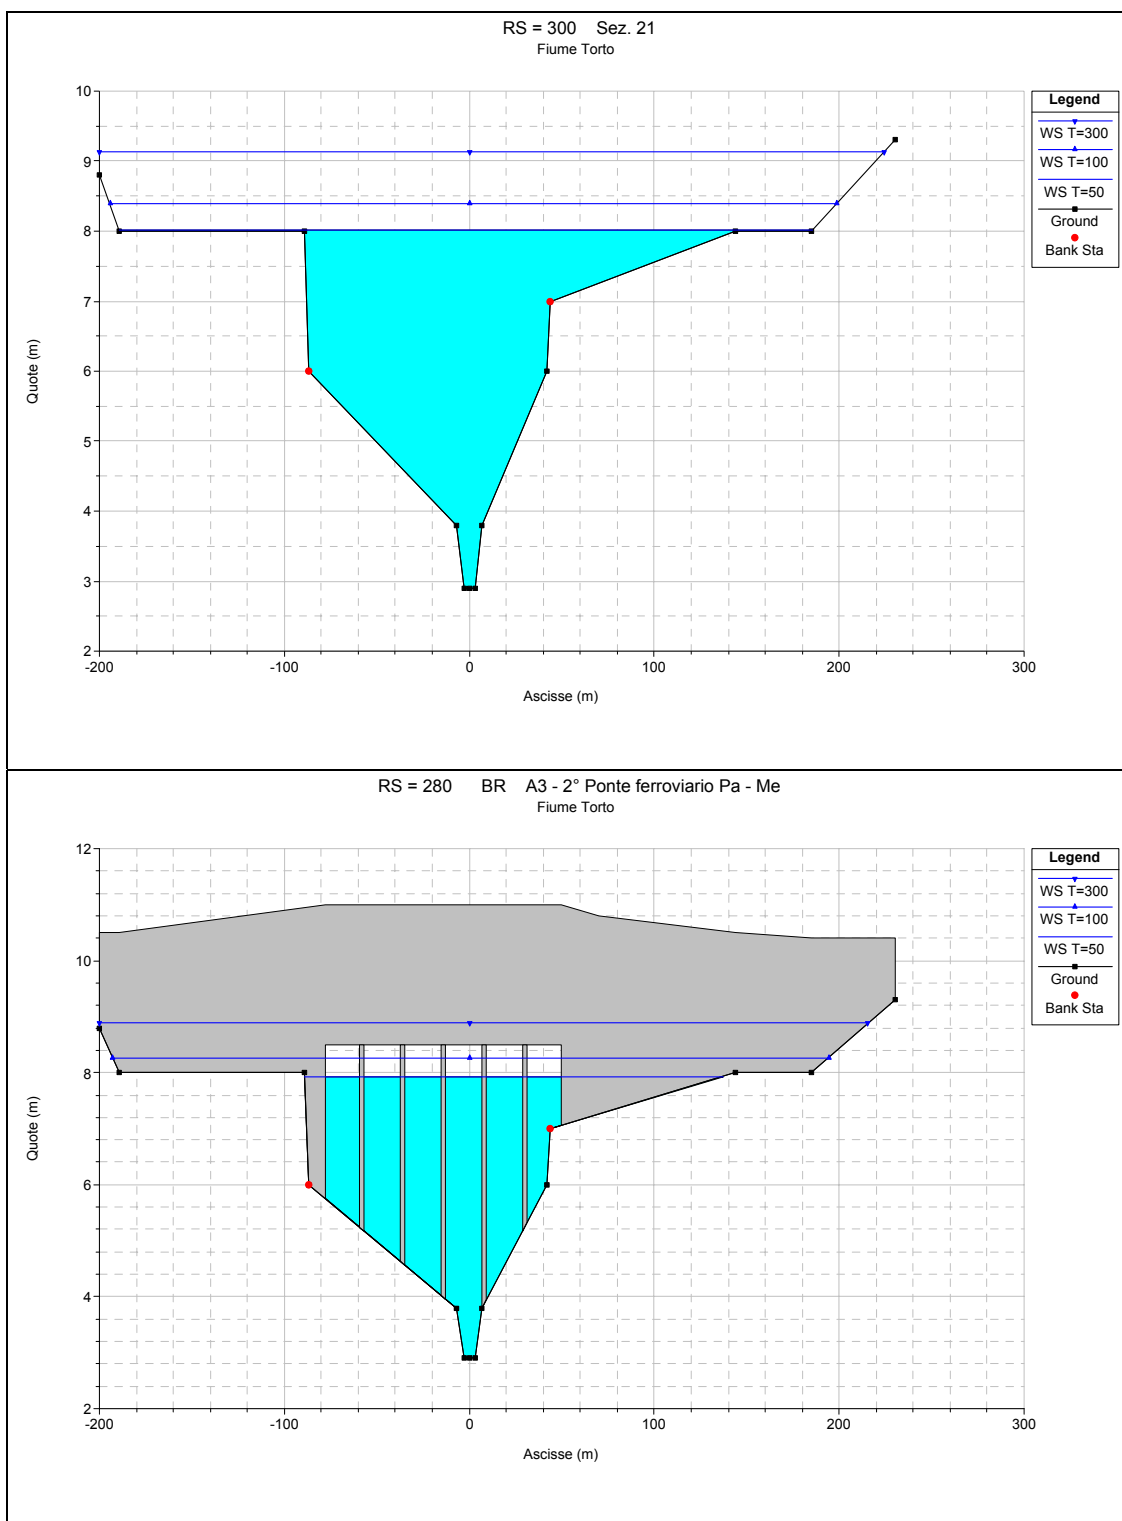 RS = 300 Sez. 21
Fiume Torto
Quote (m)
10
9
8
7
6
5
4
3
2
-200
-100
0
100
200
300
Ascisse (m)
Legend
WS T=300
WS T=100
WS T=50
Ground
Bank Sta
RS = 280 BR A3 - 2° Ponte ferroviario Pa - Me
Fiume Torto
Quote (m)
12
10
8
6
4
2
-200
-100
0
100
200
300
Ascisse (m)
Legend
WS T=300
WS T=100
WS T=50
Ground
Bank Sta